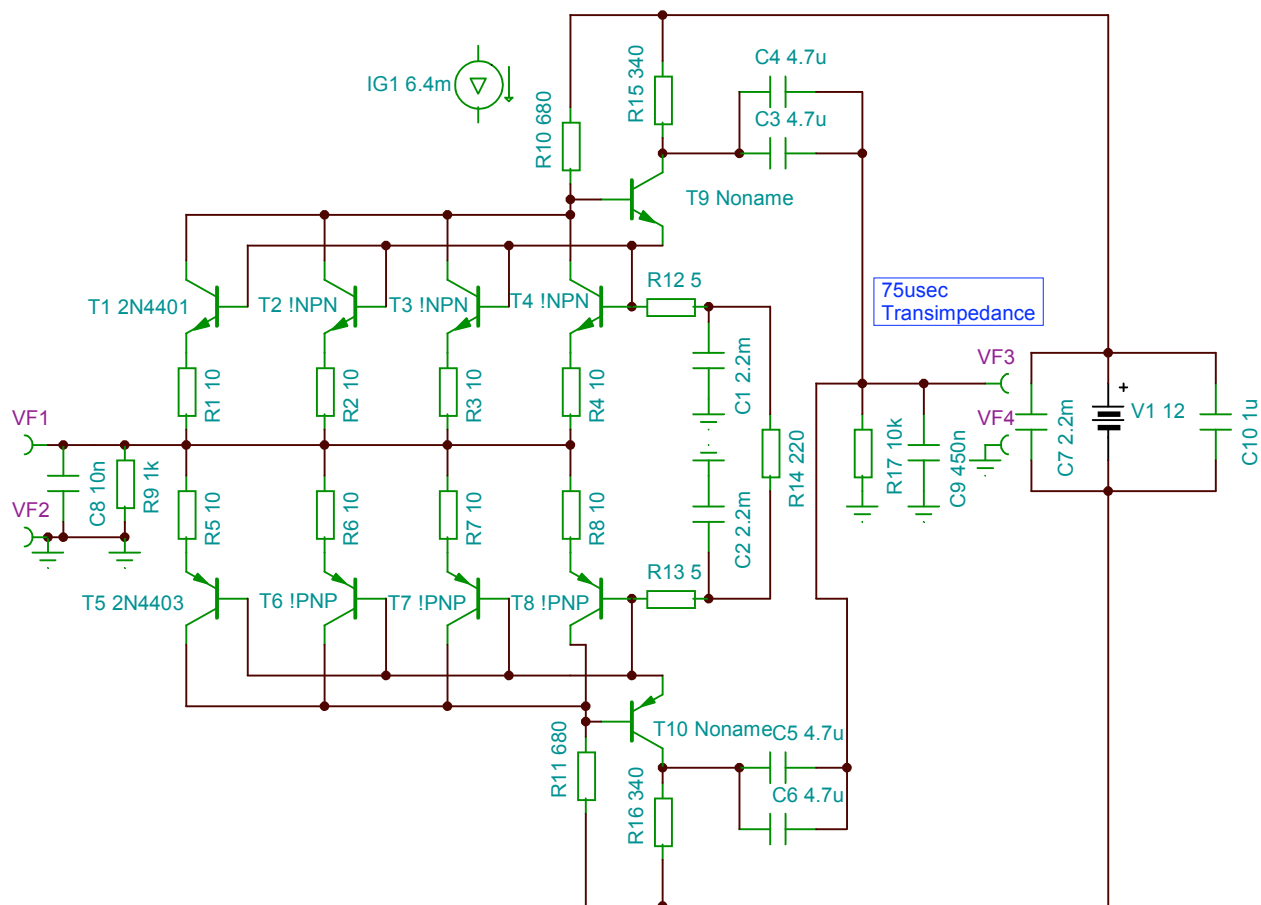 IG1 6.4m
R10 680
R15 340
C4 4.7u
C3 4.7u
T9 Noname
T1 2N4401
T2 !NPN
T3 !NPN
T4 !NPN
R12 5
75usec
Transimpedance
R1 10
R2 10
R3 10
R4 10
C1 2.2m
VF3
VF1
VF4
C7 2.2m
V1 12
+
C10 1u
C8 10n
R9 1k
R14 220
R17 10k
C9 450n
VF2
R5 10
R6 10
R7 10
R8 10
C2 2.2m
T5 2N4403
T6 !PNP
T7 !PNP
T8 !PNP
R13 5
T10 Noname
C5 4.7u
R11 680
R16 340
C6 4.7u